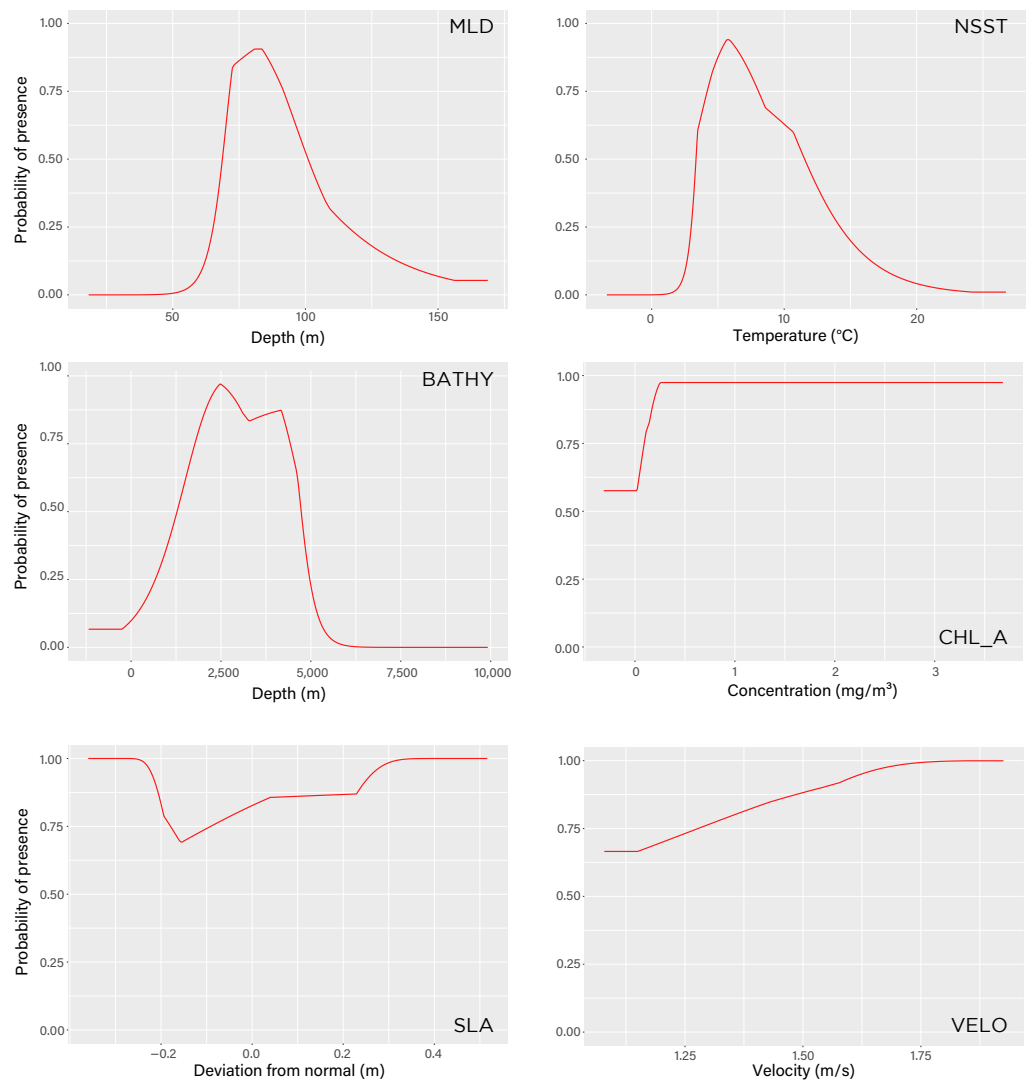 MLD
Probability of presence
1.00
0.75
0.50
0.25
0.00
50 100 150
Depth (m)
NSST
1.00
0.75
0.50
0.25
0.00
0 10 20
Temperature (°C)
BATHY
Probability of presence
1.00
0.75
0.50
0.25
0.00
0 2,500 5,000 7,500 10,000
Depth (m)
1.00
0.75
0.50
0.25
0.00
CHL_A
0 1 2 3
Concentration (mg/m³)
Probability of presence
1.00
0.75
0.50
0.25
0.00
SLA
−0.2 0.0 0.2 0.4
Deviation from normal (m)
1.00
0.75
0.50
0.25
0.00
VELO
1.25 1.50 1.75
Velocity (m/s)